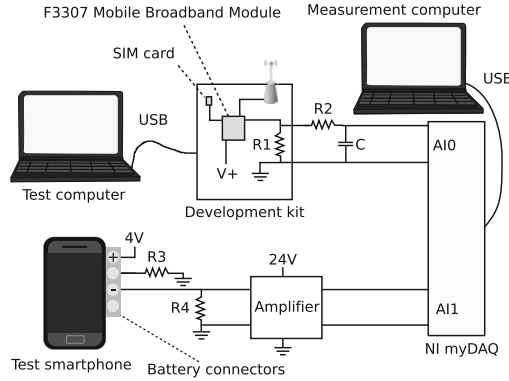 F3307 Mobile Broadband Module
Measurement computer
SIM card
USB
USB
R2
R1
C
AI0
V+
Test computer
Development kit
4V
+
R3
24V
-
R4
Amplifier
AI1
NI myDAQ
Test smartphone
Battery connectors